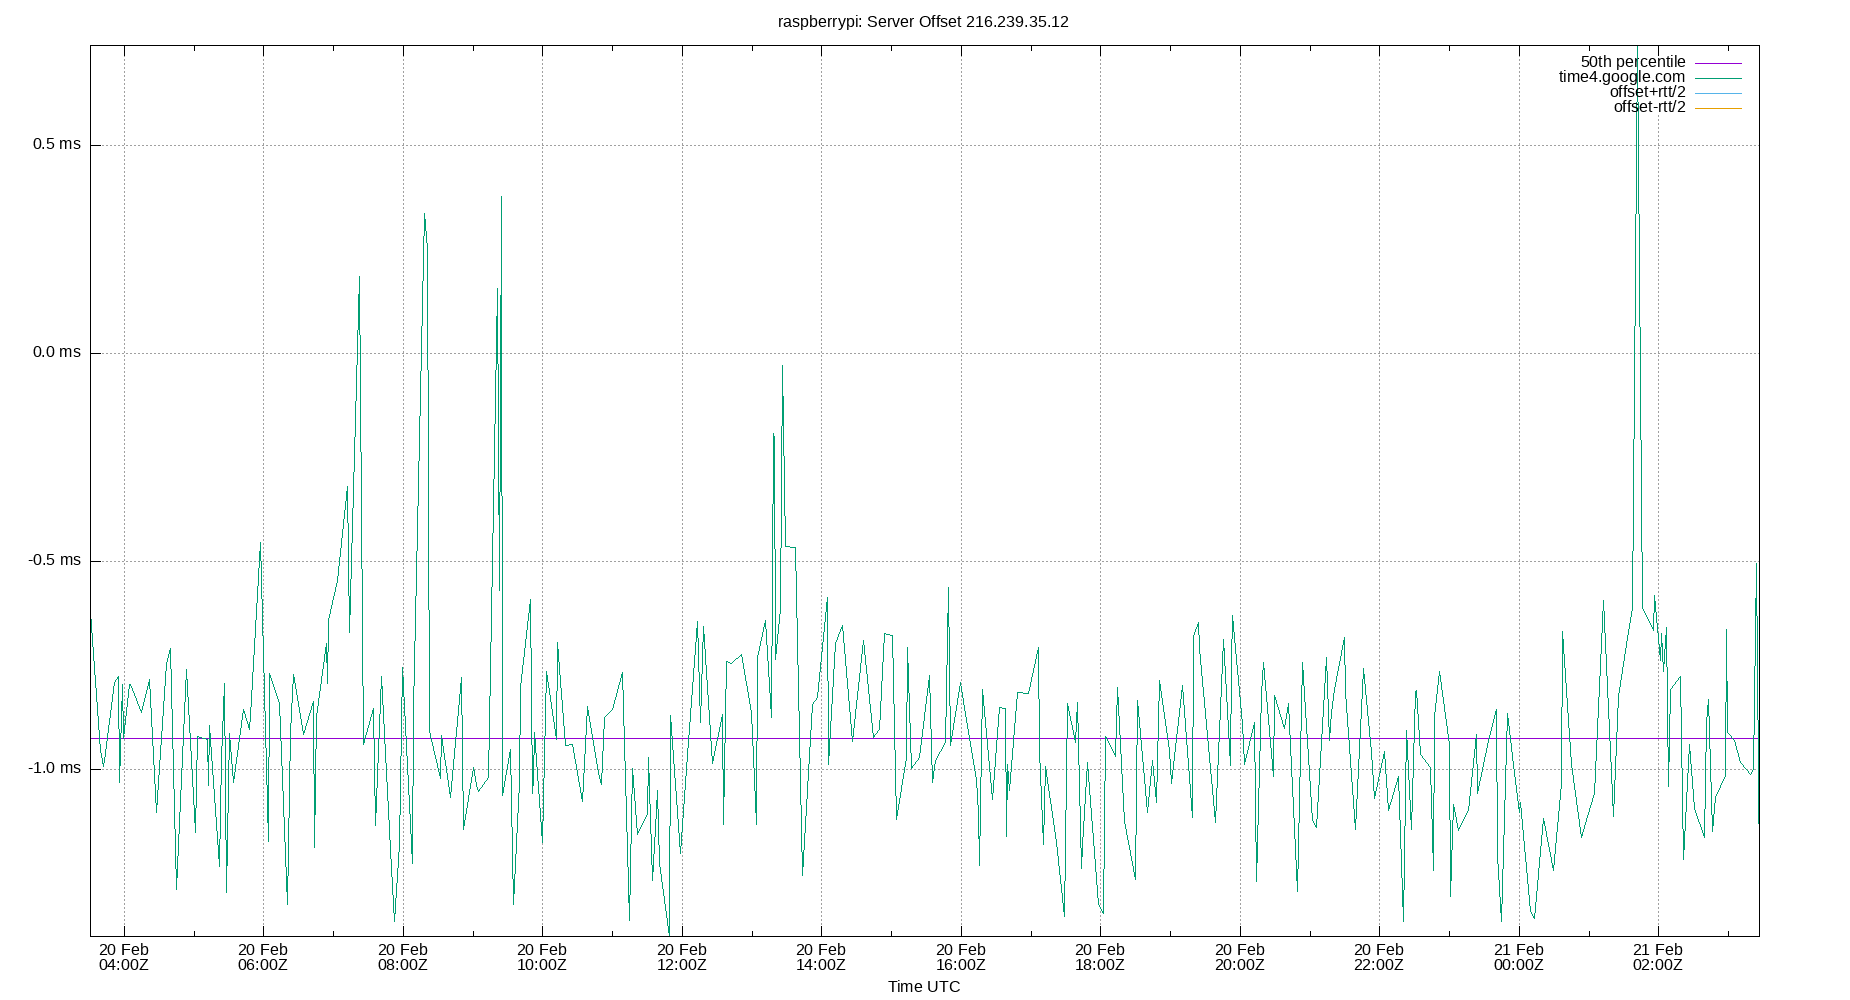 raspberrypi: Server Offset 216.239.35.12
50th percentile
time4.google.com
offset+rtt/2
offset-rtt/2
0.5 ms
0.0 ms
-0.5 ms
-1.0 ms
20 Feb 20 Feb 20 Feb 20 Feb 20 Feb 20 Feb 20 Feb 20 Feb 20 Feb 20 Feb 21 Feb 21 Feb
04:00Z 06:00Z 08:00Z 10:00Z 12:00Z 14:00Z 16:00Z 18:00Z 20:00Z 22:00Z 00:00Z 02:00Z
Time UTC